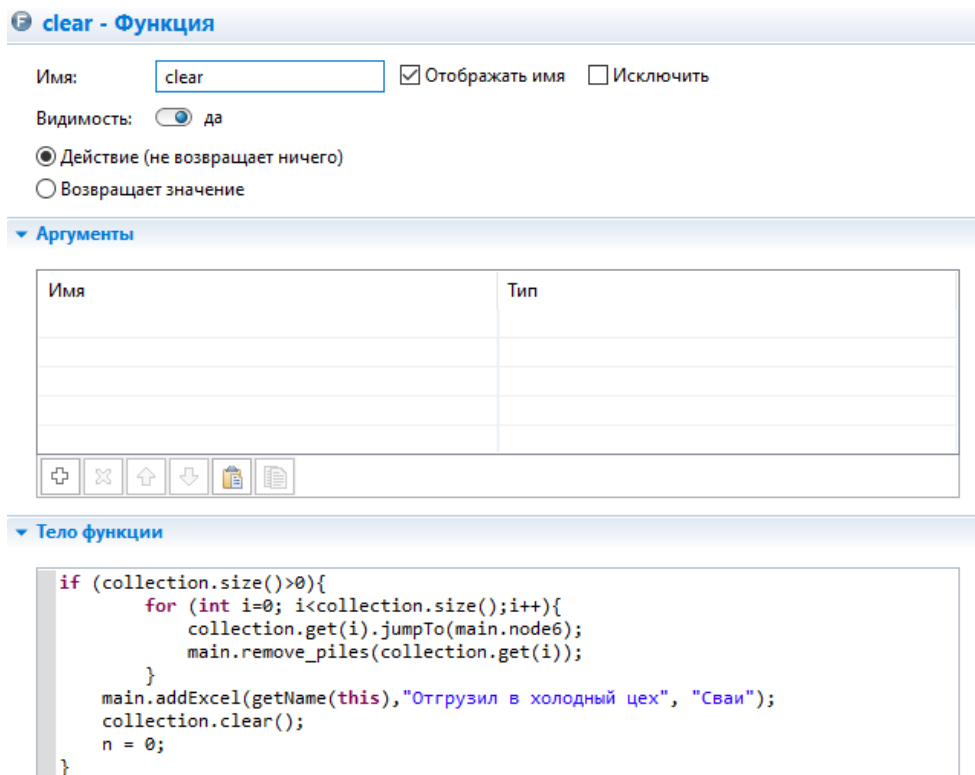 clear - Функция
Имя: clear Отображать имя Исключить
Видимость: да
Действие (не возвращает ничего)
Возвращает значение
Аргументы
Имя Тип
Тело функции
if (collection.size()>0){
for (int i=0; i<collection.size();i++){
collection.get(i).jumpTo(main.node6);
main.remove_piles(collection.get(i));
}
main.addExcel(getName(this),"Отгрузил в холодный цех", "Сваи");
collection.clear();
n = 0;
}